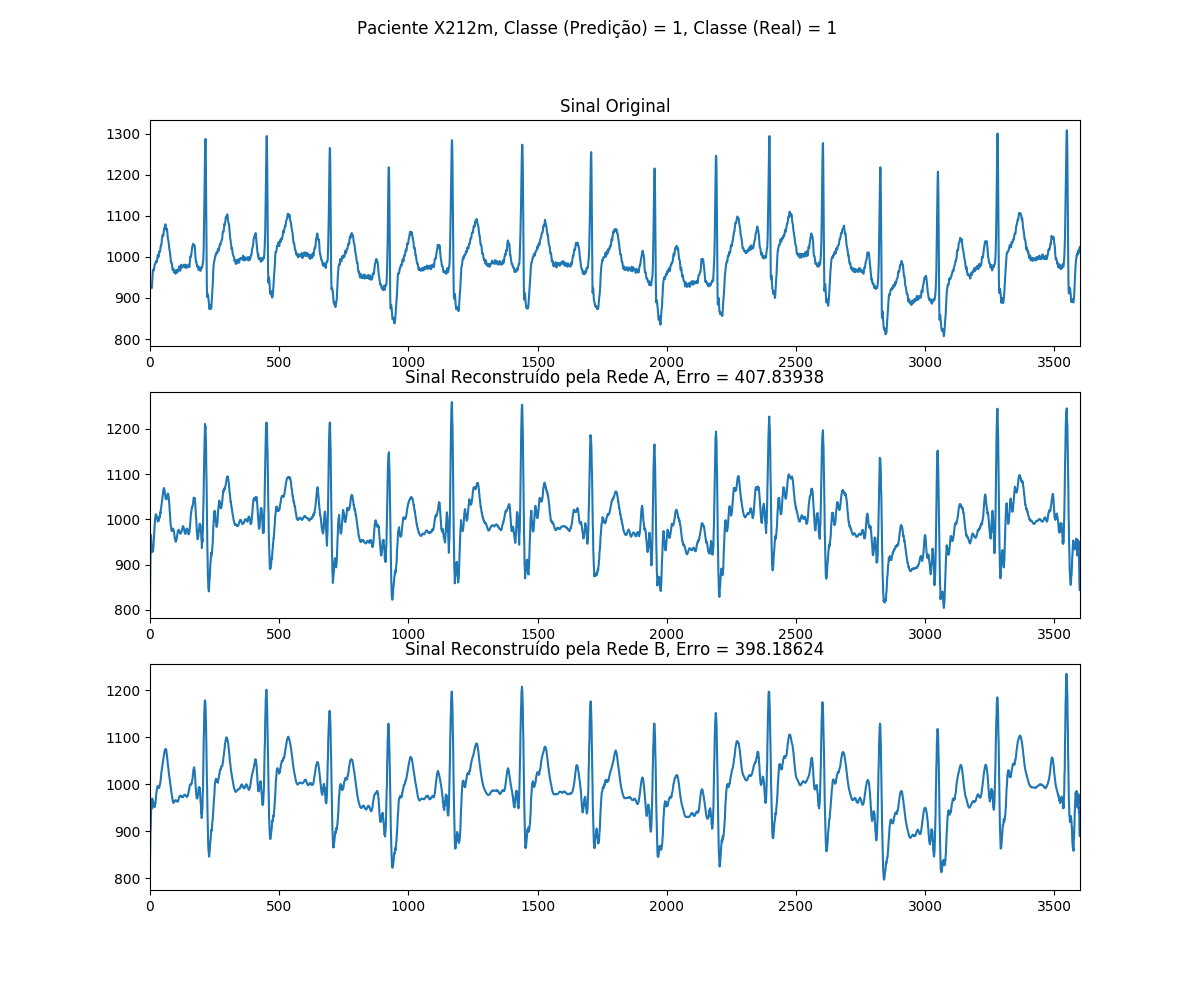 Paciente X212m, Classe (Predição) = 1, Classe (Real) = 1
Sinal Original
1300
1200
1100
1000
900
800
0 500 1000 1500 2000 2500 3000 3500
Sinal Reconstruído pela Rede A, Erro = 407.83938
1200
1100
1000
900
800
0 500 1000 1500 2000 2500 3000 3500
Sinal Reconstruído pela Rede B, Erro = 398.18624
1200
1100
1000
900
800
0 500 1000 1500 2000 2500 3000 3500